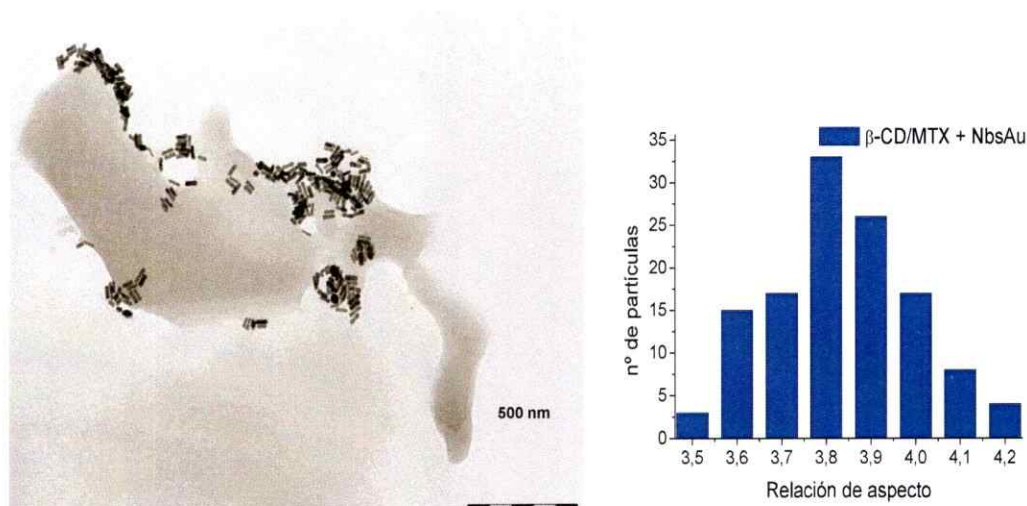 500 nm
β-CD/MTX + NbsAu
nº de partículas
35
30
25
20
15
10
5
0
3,5 3,6 3,7 3,8 3,9 4,0 4,1 4,2
Relación de aspecto